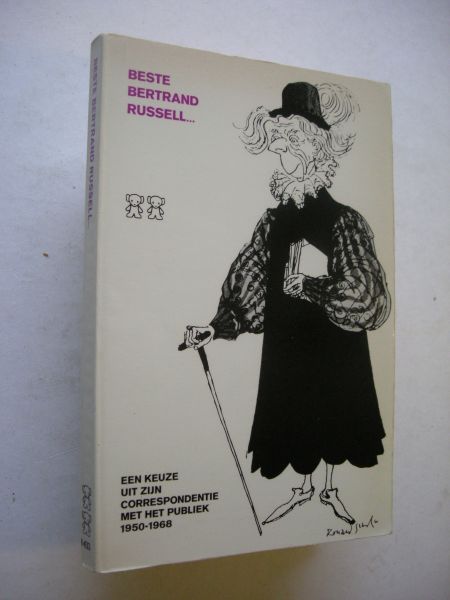 BESTE
BERTRAND
RUSSELL...
EEN KEUZE
UIT ZIJN
CORRESPONDENTIE
MET HET PUBLIEK
1950-1968
BESTE BERTRAND RUSSELL...